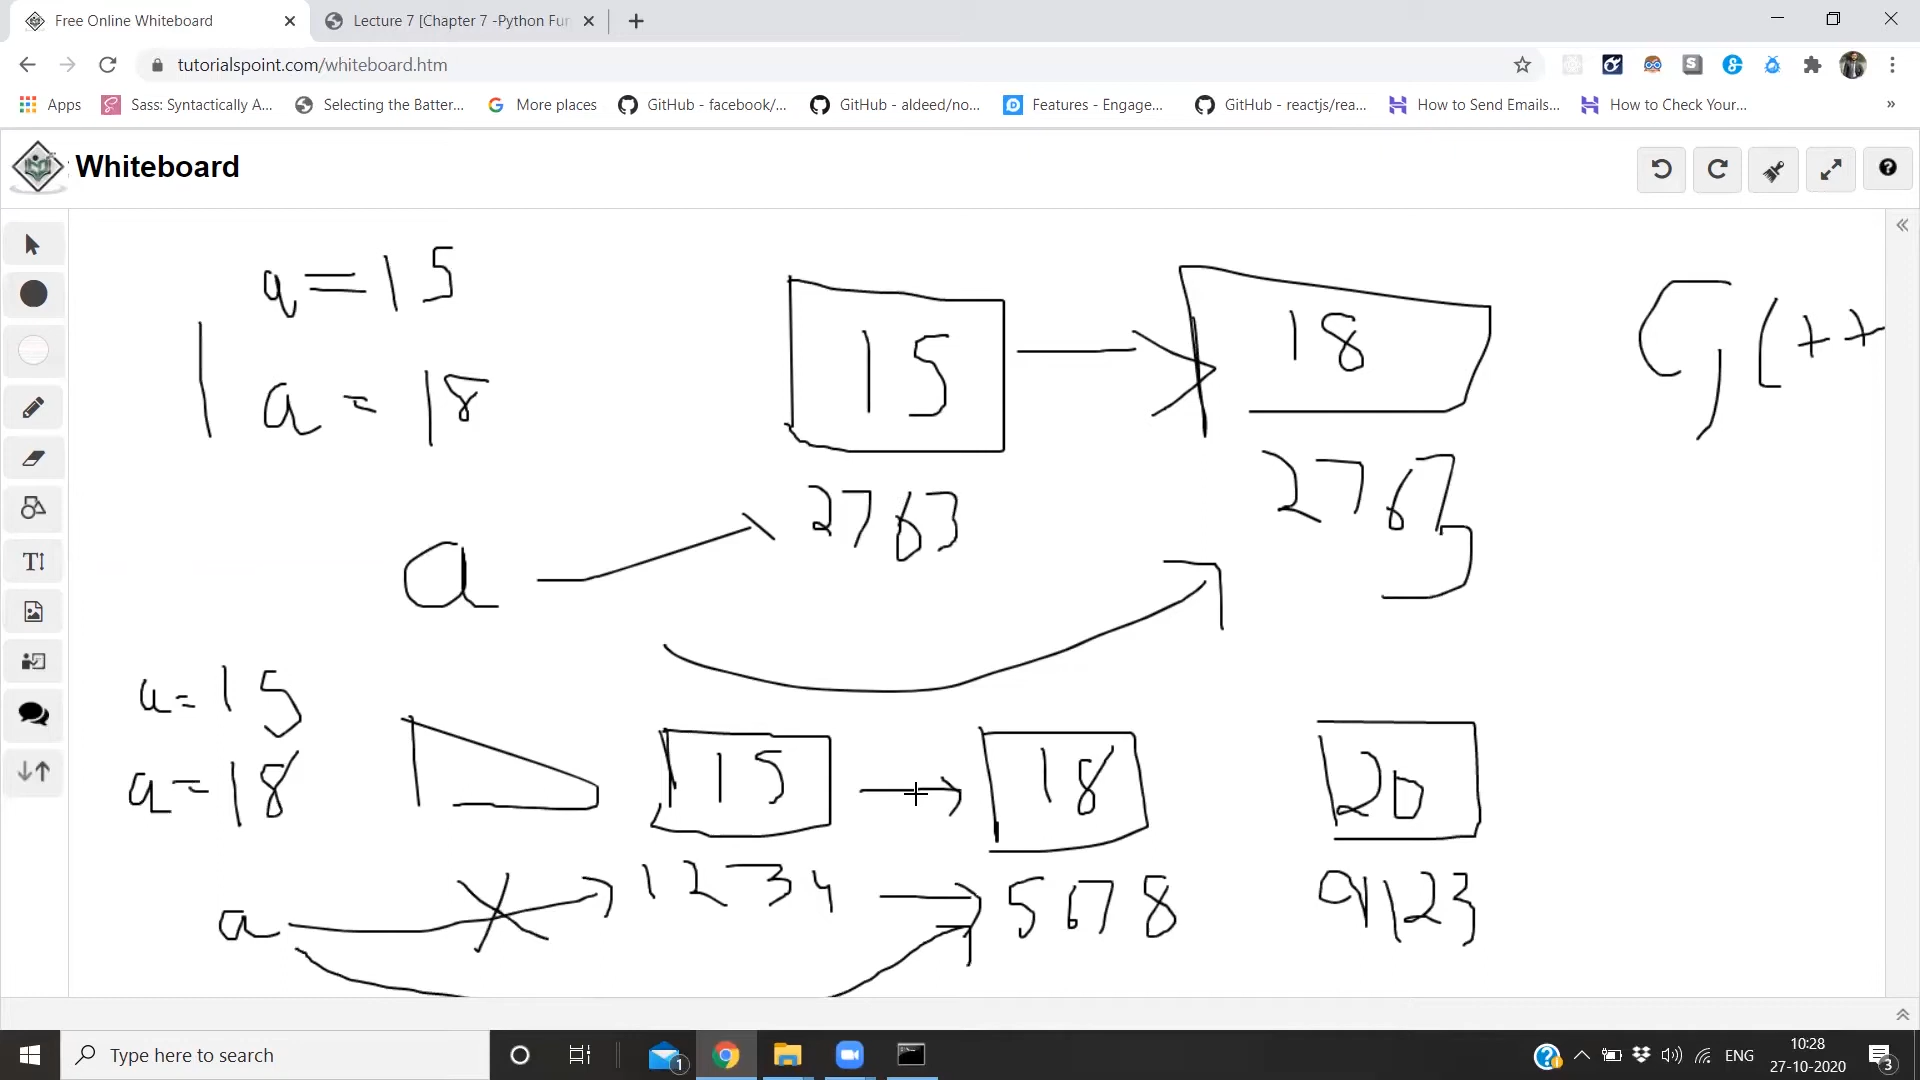 Free Online Whiteboard
Lecture 7 [Chapter 7 -Python Fun
tutorialspoint.com/whiteboard.htm
Apps
Sass: Syntactically A...
Selecting the Batter...
More places
GitHub - facebook/...
GitHub - aldeed/no...
Features - Engage...
GitHub - reactjs/rea...
How to Send Emails...
How to Check Your...
»
Whiteboard
a = 15
a = 18
15
18
C, C++
2763
2763
a
a = 15
a = 18
15
18
20
a
1234
5678
9123
Type here to search
1
ENG
10:28
27-10-2020
3